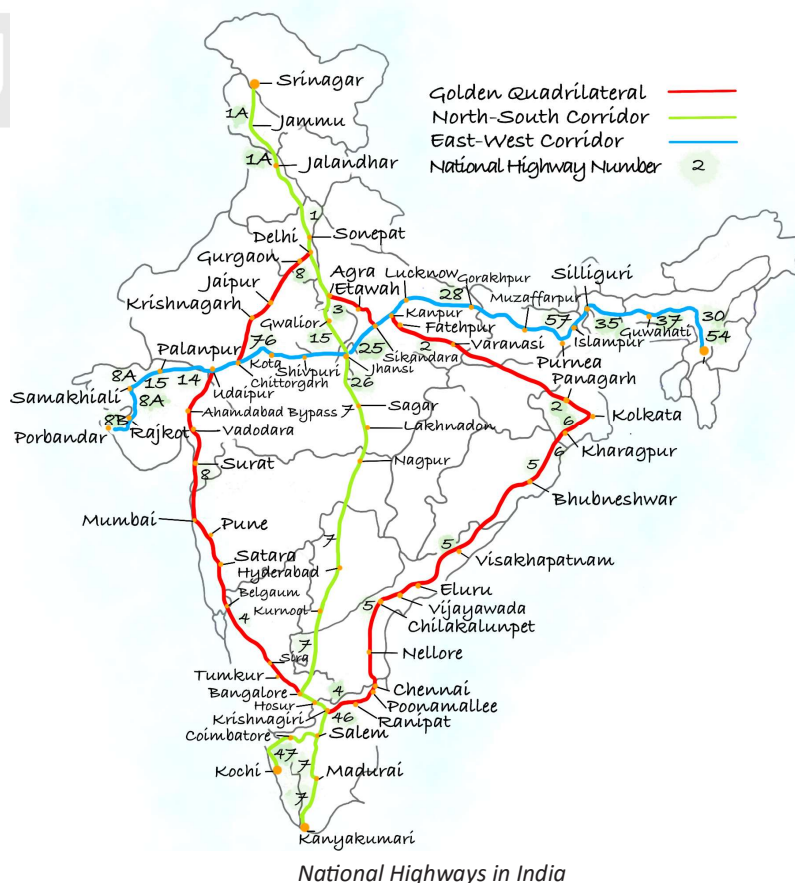 Srinagar
Golden Quadrilateral
1A
North-South Corridor
Jammu
East-West Corridor
1A
Jalandhar
National Highway Number 2
1
Delhi
Sonepat
Gurgaon
8
Agra
Lucknow
Silliguri
Jaipur
Etawah
28
Gorakhpur
Muzaffarpur
Krishnagarh
3
Kanpur
57
35
37
30
Gwalior
Fatehpur
Islampur
Guwahati
54
76
15
25
Sikandara
2
Varanasi
Purnea
Palanpur
Kota
Shivpuri
Jhansi
8A
15
14
Chittorgarh
26
Panagarh
Samakhiali
8A
Udaipur
2
Ahamdabad Bypass
7
Sagar
Kolkata
8B
Rajkot
Vadodara
Lakhnadon
6
Porbandar
Kharagpur
6
Surat
Nagpur
5
8
Bhubneshwar
Mumbai
Pune
7
5
Satara
Visakhapatnam
Hyderabad
Belgaum
Eluru
Kurnool
5
Vijayawada
4
Chilakalunpet
7
Nellore
Sira
Tumkur
4
Chennai
Bangalore
Poonamallee
Hosur
46
Ranipat
Krishnagiri
Coimbatore
Salem
47
7
Kochi
Madurai
7
Kanyakumari
National Highways in India